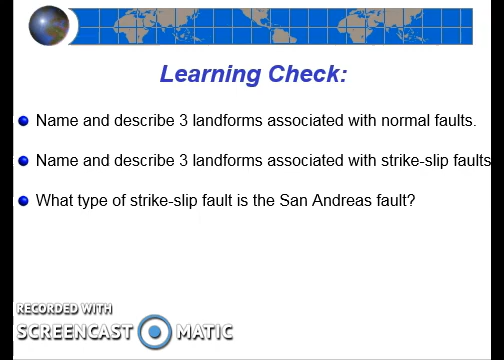 Learning Check:
Name and describe 3 landforms associated with normal faults.
Name and describe 3 landforms associated with strike-slip faults
What type of strike-slip fault is the San Andreas fault?
RECORDED WITH
SCREENCAST MATIC